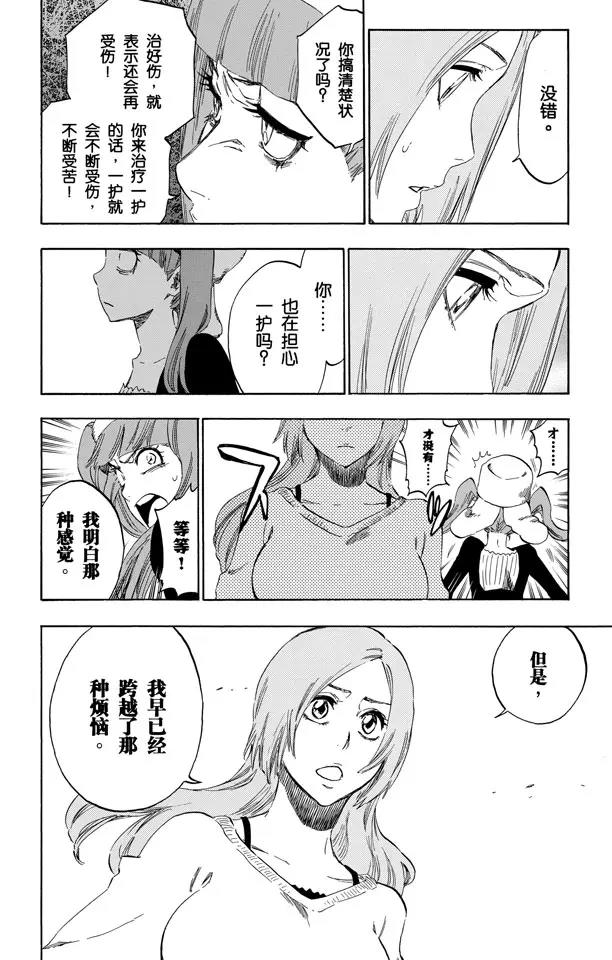 没错。
你搞清楚状
况了吗？
治好伤，就
表示还会再
受伤！
你来治疗一护
的话，一护就
会不断受伤，
不断受苦！
你……
也在担心
一护吗？
才……
才没有……
等等！
我明白那
种感觉。
但是，
我早已经
跨越了那
种烦恼。